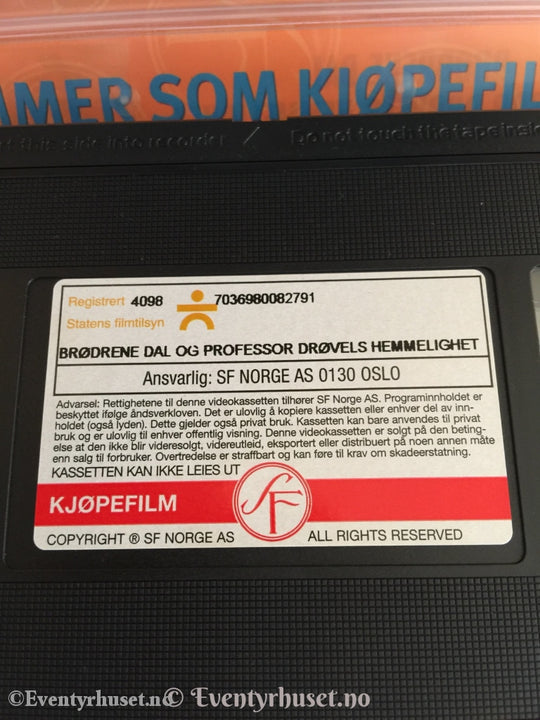 MMER SOM KJØPEFIL
t this side into recorder Do not touch the tape insid
Registrert 4098 7036980082791
Statens filmtilsyn
BRØDRENE DAL OG PROFESSOR DRØVELS HEMMELIGHET
Ansvarlig: SF NORGE AS 0130 OSLO
Advarsel: Rettighetene til denne videokassetten tilhører SF Norge AS. Programinnholdet er
beskyttet ifølge åndsverkloven. Det er ulovlig å kopiere kassetten eller enhver del av inn-
holdet (også lyden). Dette gjelder også privat bruk. Kassetten kan bare anvendes til privat
bruk og er ulovlig til enhver offentlig visning. Denne videokassetten er solgt på den beting-
else at den ikke blir videresolgt, videreutleid, eksportert eller distribuert på noen annen måte
enn salg til forbruker. Overtredelse er straffbart og kan føre til krav om skadeerstatning.
KASSETTEN KAN IKKE LEIES UT
KJØPEFILM SF
COPYRIGHT ® SF NORGE AS ALL RIGHTS RESERVED
©Eventyrhuset.no © Eventyrhuset.no